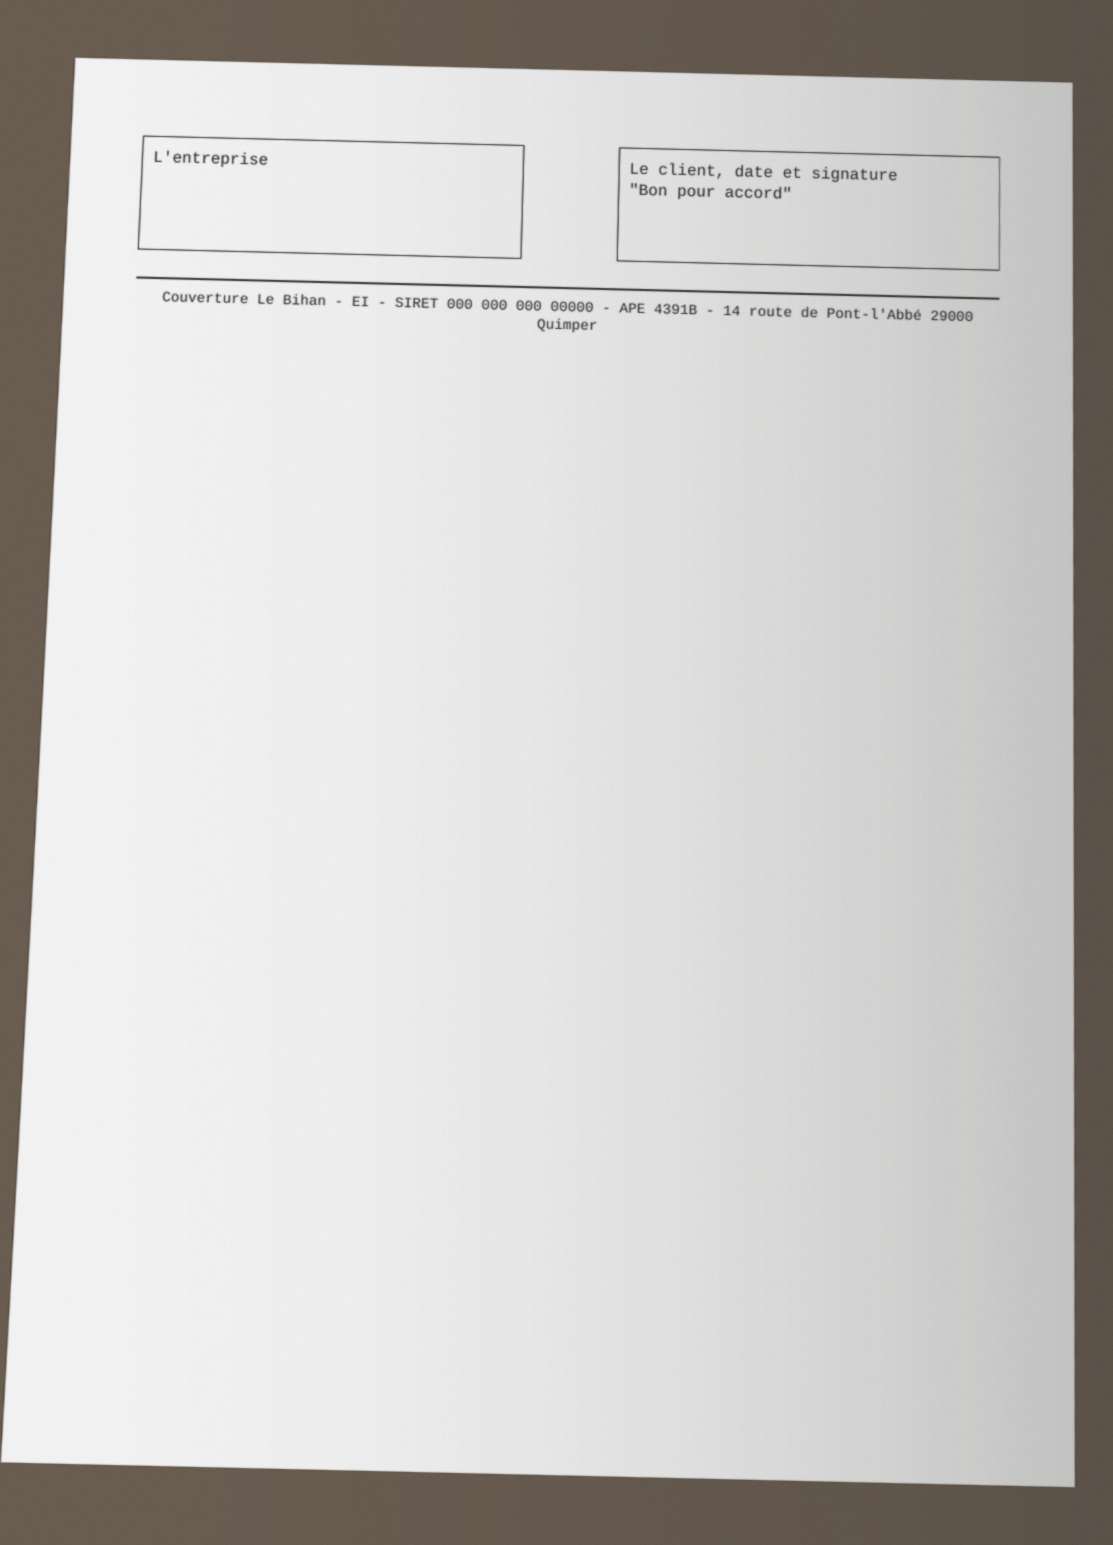 L'entreprise
Le client, date et signature
"Bon pour accord"
Couverture Le Bihan - EI - SIRET 000 000 000 00000 - APE 4391B - 14 route de Pont-l'Abbé 29000
Quimper